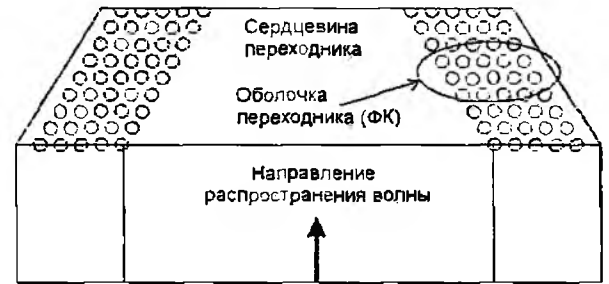 Сердцевина
переходника
Оболочка
переходника (ФК)
Направление
распространения волны